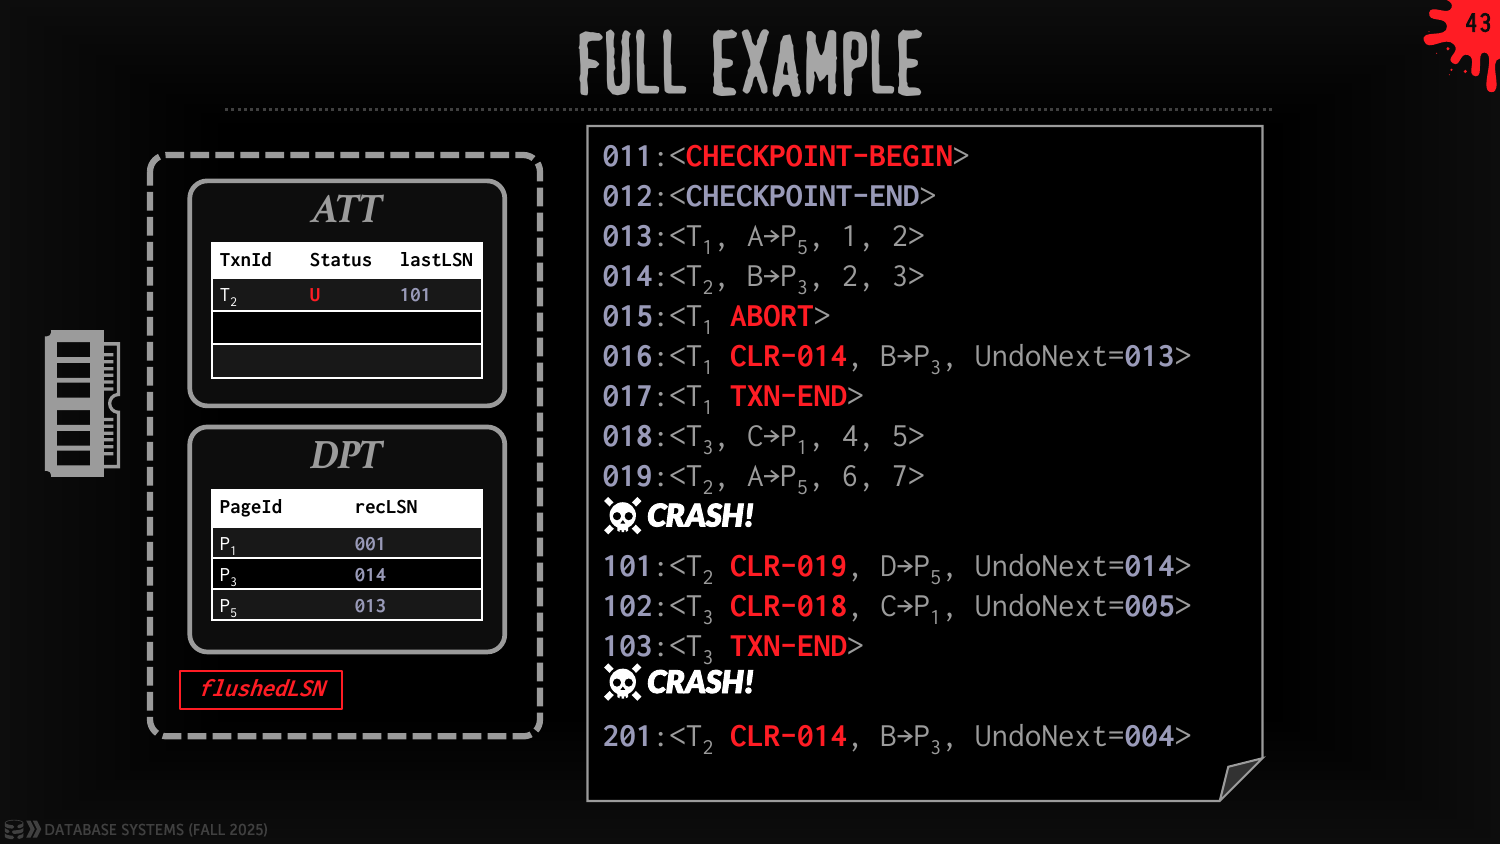 43
FULL EXAMPLE
ATT
TxnId Status lastLSN
T2 U 101
DPT
PageId recLSN
P1 001
P3 014
P5 013
flushedLSN
011:<CHECKPOINT-BEGIN>
012:<CHECKPOINT-END>
013:<T1, A→P5, 1, 2>
014:<T2, B→P3, 2, 3>
015:<T1 ABORT>
016:<T1 CLR-014, B→P3, UndoNext=013>
017:<T1 TXN-END>
018:<T3, C→P1, 4, 5>
019:<T2, A→P5, 6, 7>
CRASH!
101:<T2 CLR-019, D→P5, UndoNext=014>
102:<T3 CLR-018, C→P1, UndoNext=005>
103:<T3 TXN-END>
CRASH!
201:<T2 CLR-014, B→P3, UndoNext=004>
DATABASE SYSTEMS (FALL 2025)